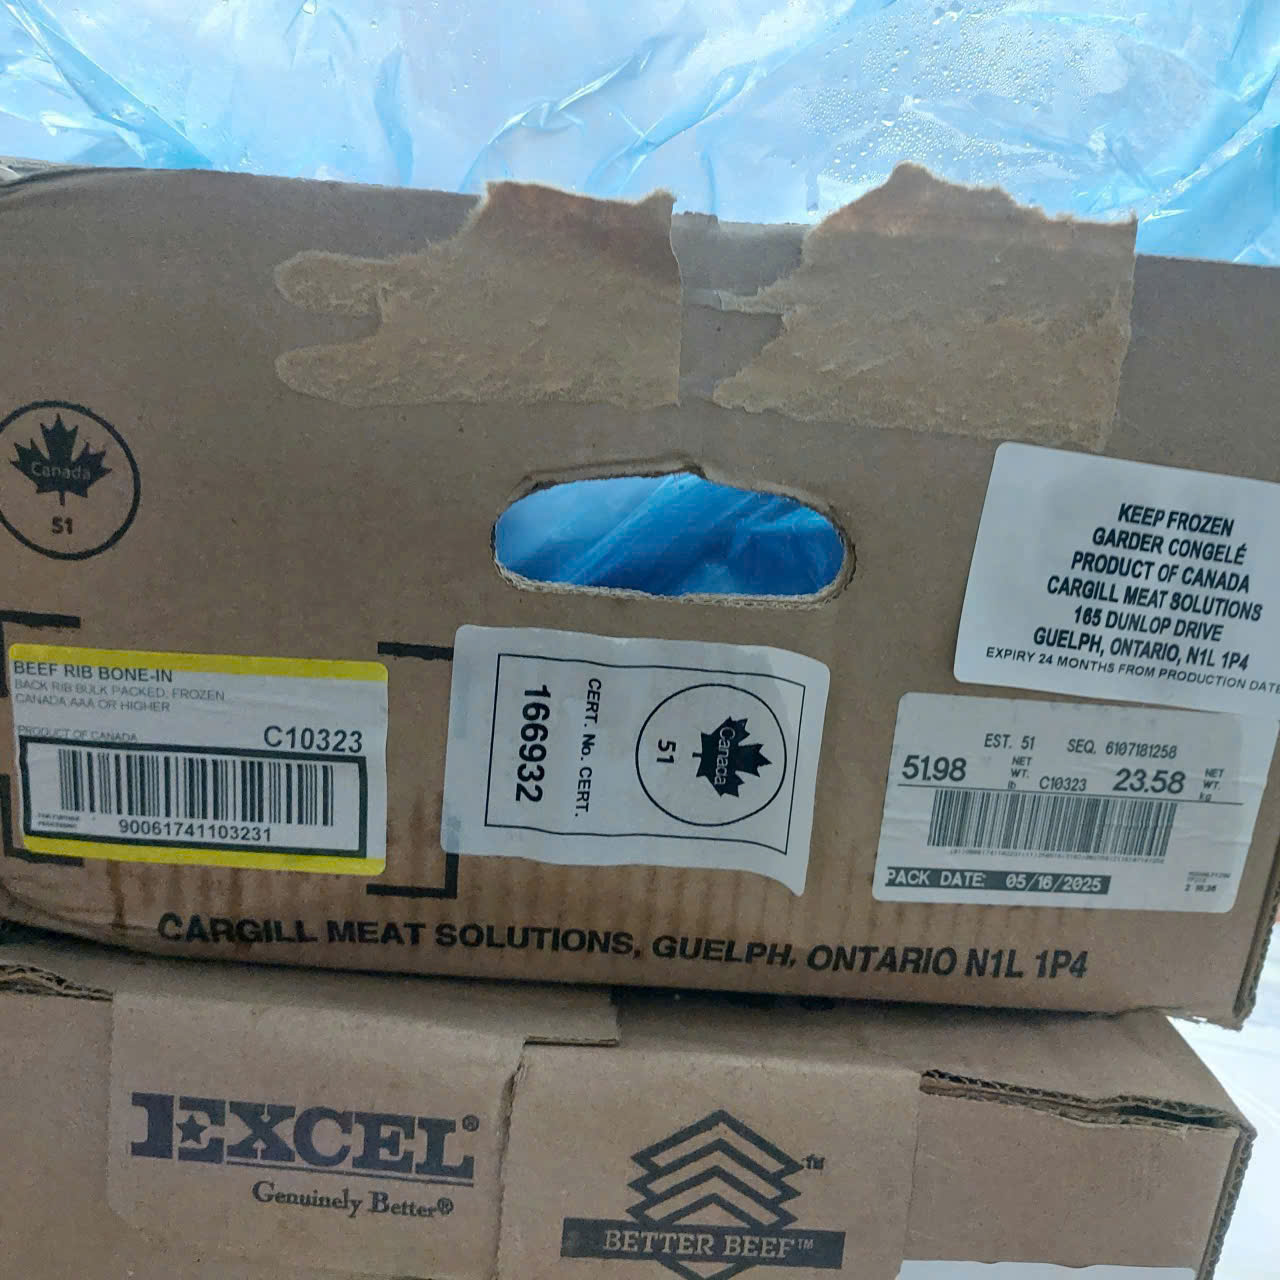 Canada
51
KEEP FROZEN
GARDER CONGELÉ
PRODUCT OF CANADA
CARGILL MEAT SOLUTIONS
165 DUNLOP DRIVE
GUELPH, ONTARIO, N1L 1P4
EXPIRY 24 MONTHS FROM PRODUCTION DATE
BEEF RIB BONE-IN
BACK RIB BULK PACKED, FROZEN
CANADA AAA OR HIGHER
PRODUCT OF CANADA
C10323
90061741103231
CERT. No. CERT.
166932
Canada
51
EST. 51 SEQ. 6107181258
51.98 NET WT. lb C10323 23.58 NET WT. kg
PACK DATE: 05/16/2025
CARGILL MEAT SOLUTIONS, GUELPH, ONTARIO N1L 1P4
EXCEL®
Genuinely Better®
TM
BETTER BEEF™